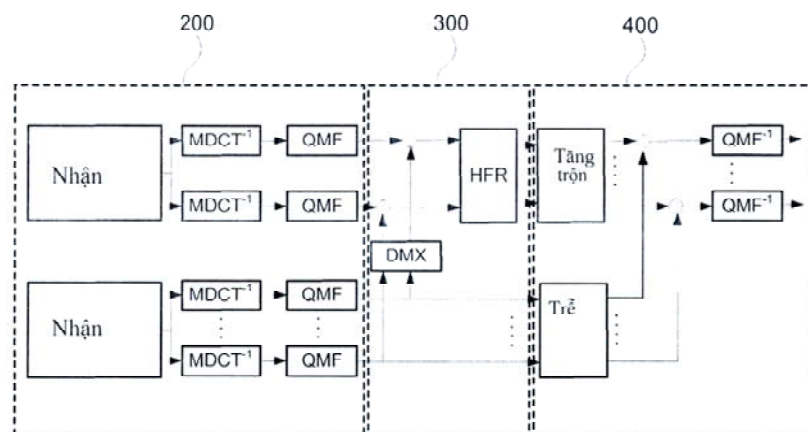 200
300
400
Nhận
MDCT⁻¹
QMF
MDCT⁻¹
QMF
HFR
Tăng
trộn
QMF⁻¹
QMF⁻¹
DMX
Nhận
MDCT⁻¹
QMF
MDCT⁻¹
QMF
Trễ